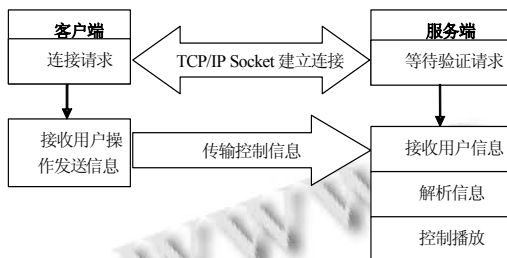 客户端
连接请求
TCP/IP Socket 建立连接
服务端
等待验证请求
接收用户操
作发送信息
传输控制信息
接收用户信息
解析信息
控制播放
WWW